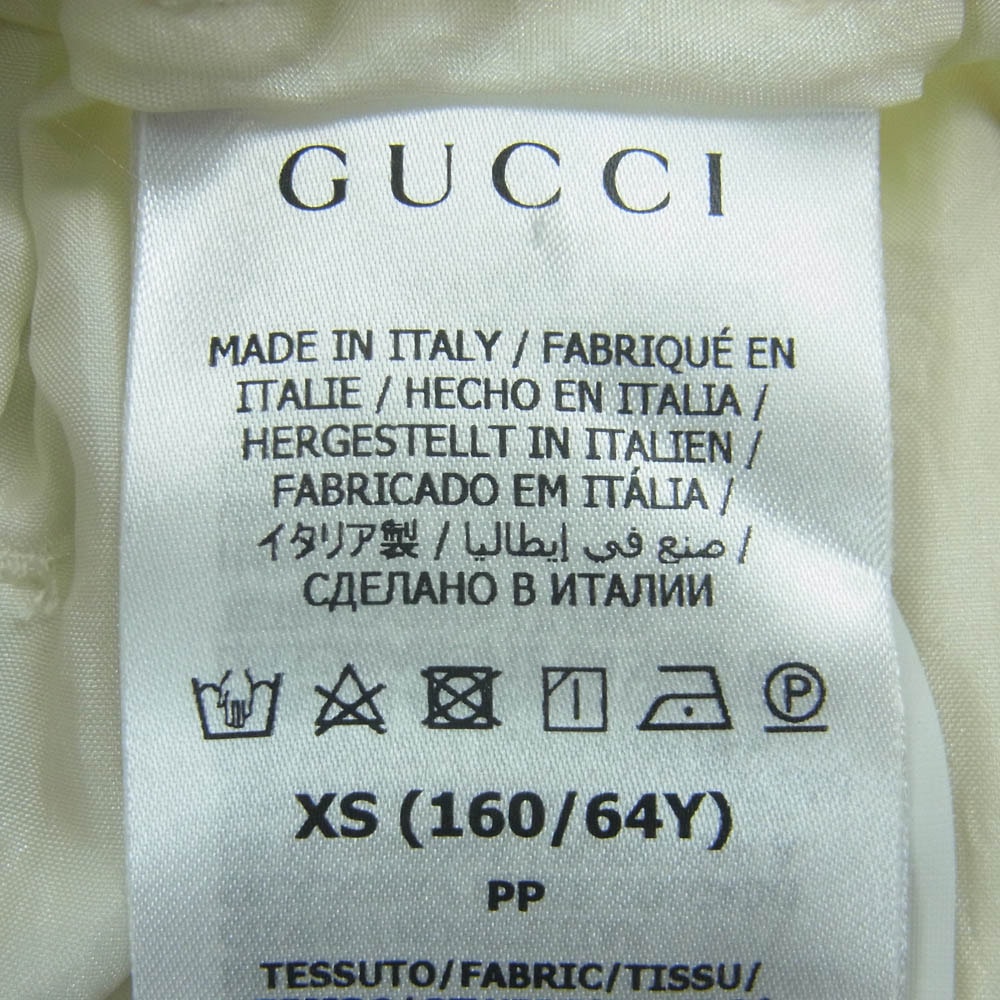 GUCCI
MADE IN ITALY / FABRIQUÉ EN
ITALIE / HECHO EN ITALIA /
HERGESTELLT IN ITALIEN /
FABRICADO EM ITÁLIA /
イタリア製 / صنع في إيطاليا /
СДЕЛАНО В ИТАЛИИ
P
XS (160/64Y)
PP
TESSUTO/FABRIC/TISSU/